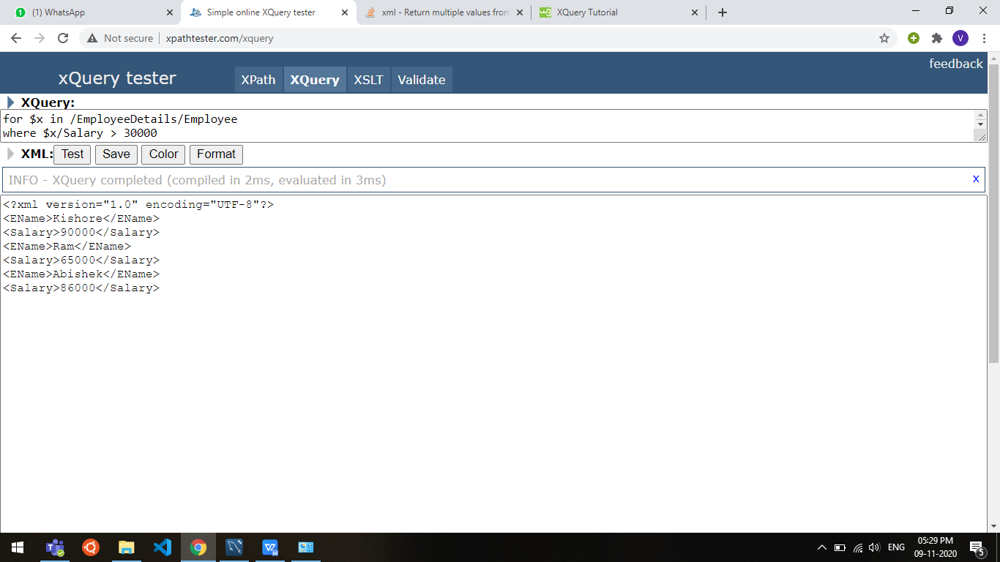 (1) WhatsApp
Simple online XQuery tester
xml - Return multiple values from
XQuery Tutorial
Not secure
xpathtester.com/xquery
V
feedback
xQuery tester
XPath
XQuery
XSLT
Validate
XQuery:
for $x in /EmployeeDetails/Employee
where $x/Salary > 30000
XML:
Test
Save
Color
Format
INFO - XQuery completed (compiled in 2ms, evaluated in 3ms)
x
<?xml version="1.0" encoding="UTF-8"?>
<EName>Kishore</EName>
<Salary>90000</Salary>
<EName>Ram</EName>
<Salary>65000</Salary>
<EName>Abishek</EName>
<Salary>86000</Salary>
ENG
05:29 PM
09-11-2020
5